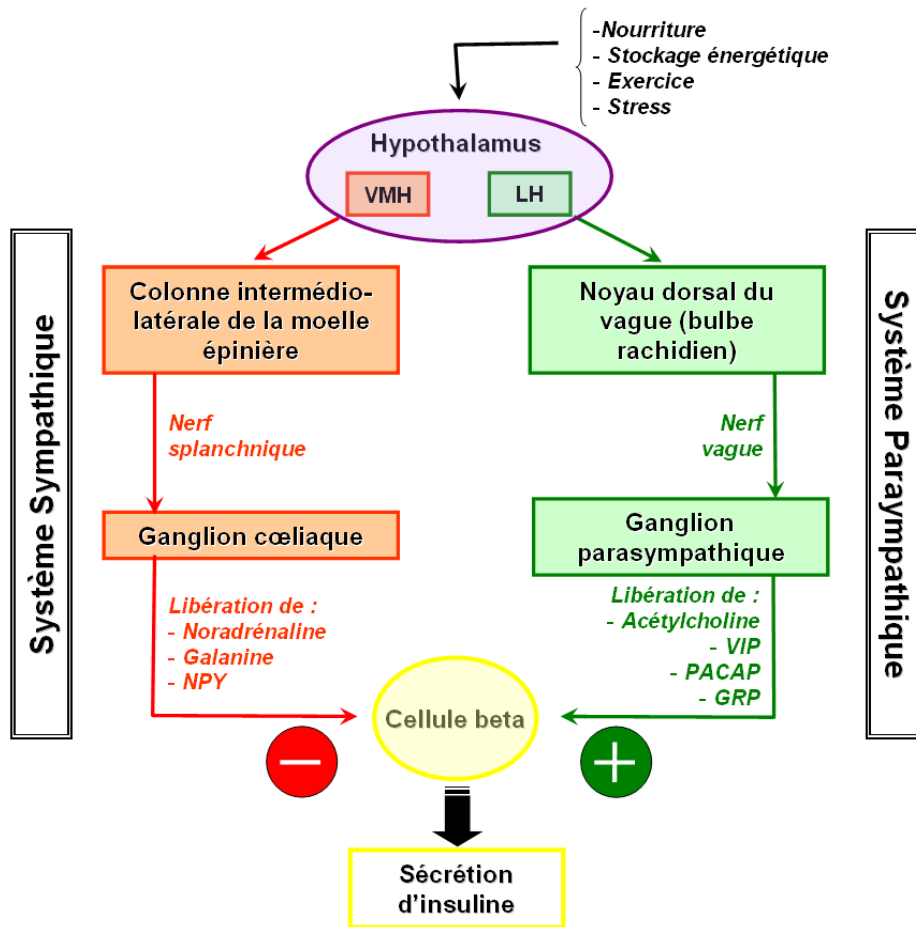 -Nourriture
- Stockage énergétique
- Exercice
- Stress
Hypothalamus
VMH
LH
Système Sympathique
Système Paraympathique
Colonne intermédio-
latérale de la moelle
épinière
Noyau dorsal du
vague (bulbe
rachidien)
Nerf
splanchnique
Nerf
vague
Ganglion cœliaque
Ganglion
parasympathique
Libération de :
- Noradrénaline
- Galanine
- NPY
Libération de :
- Acétylcholine
- VIP
- PACAP
- GRP
Cellule beta
−
+
Sécrétion
d’insuline